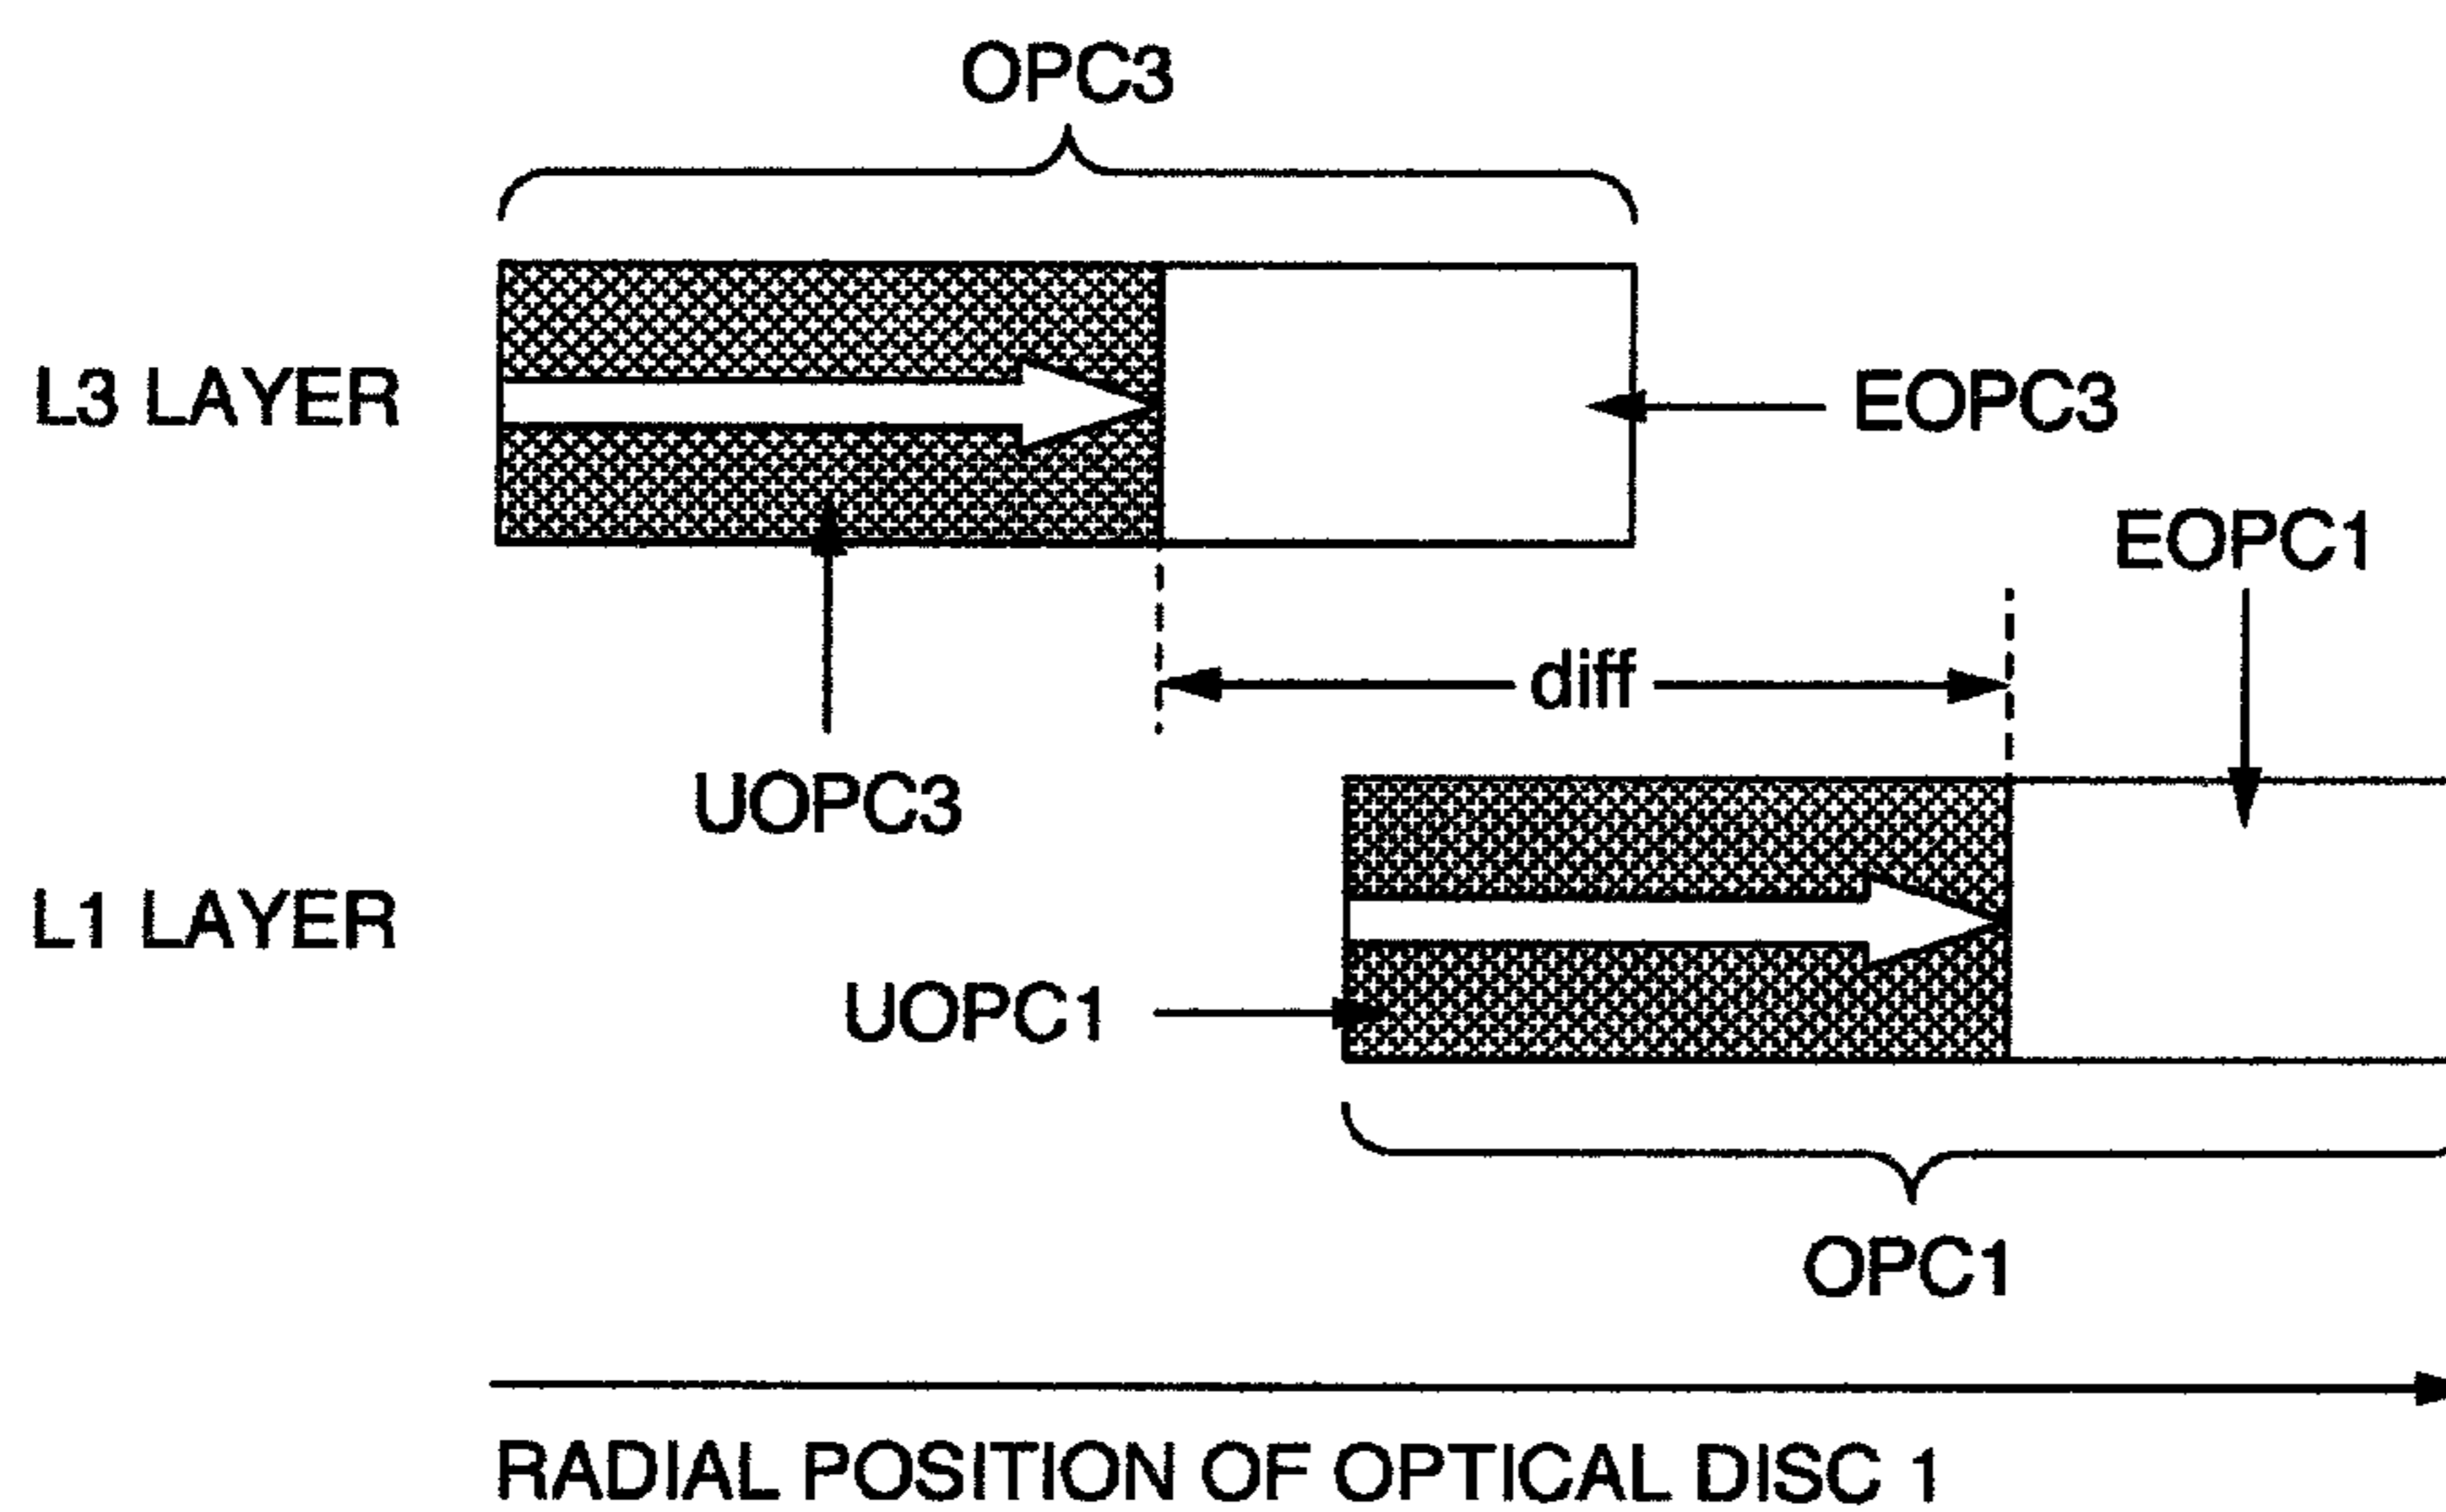 OPC3
L3 LAYER
EOPC3
EOPC1
diff
UOPC3
L1 LAYER
UOPC1
OPC1
RADIAL POSITION OF OPTICAL DISC 1